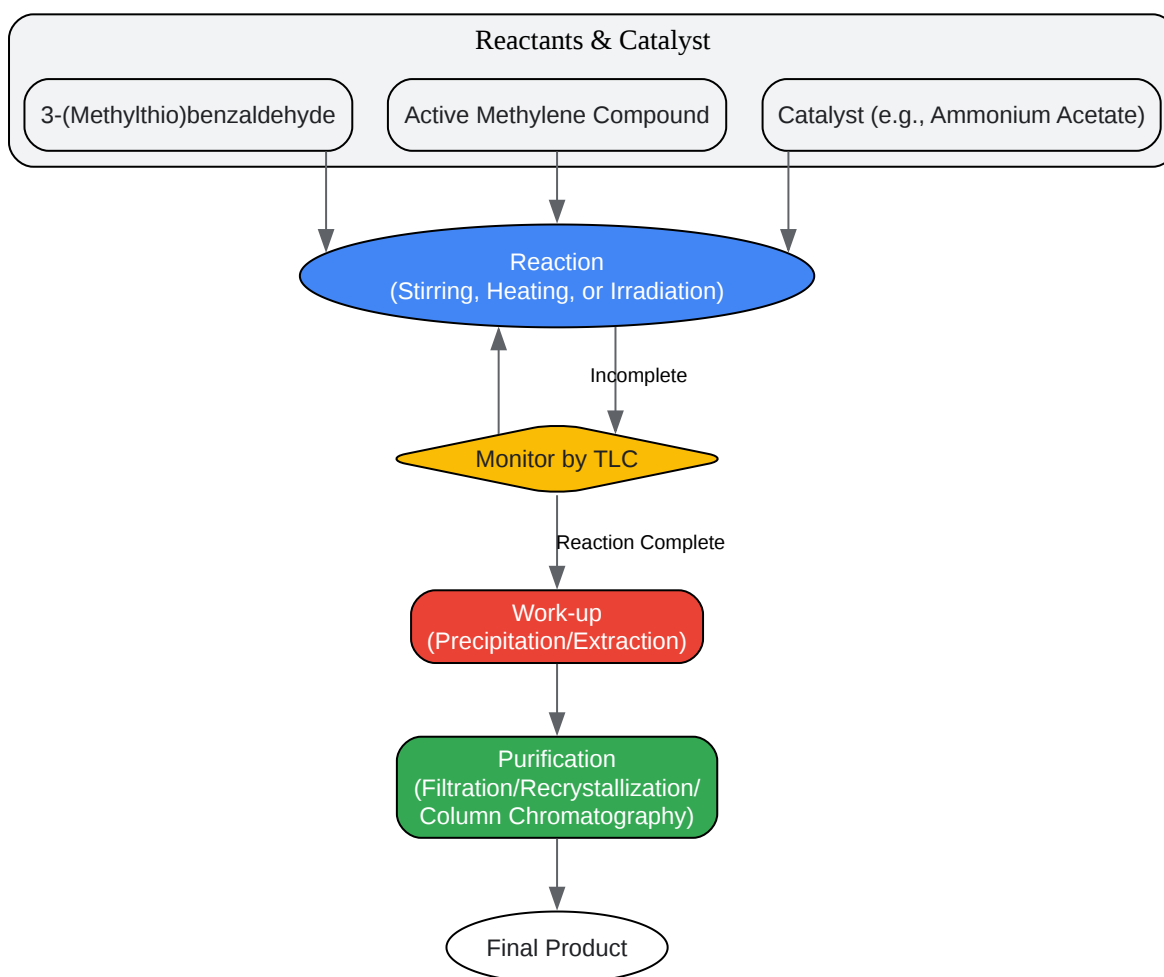 Reactants & Catalyst
3-(Methylthio)benzaldehyde
Active Methylene Compound
Catalyst (e.g., Ammonium Acetate)
Reaction
(Stirring, Heating, or Irradiation)
Incomplete
Monitor by TLC
Reaction Complete
Work-up
(Precipitation/Extraction)
Purification
(Filtration/Recrystallization/
Column Chromatography)
Final Product